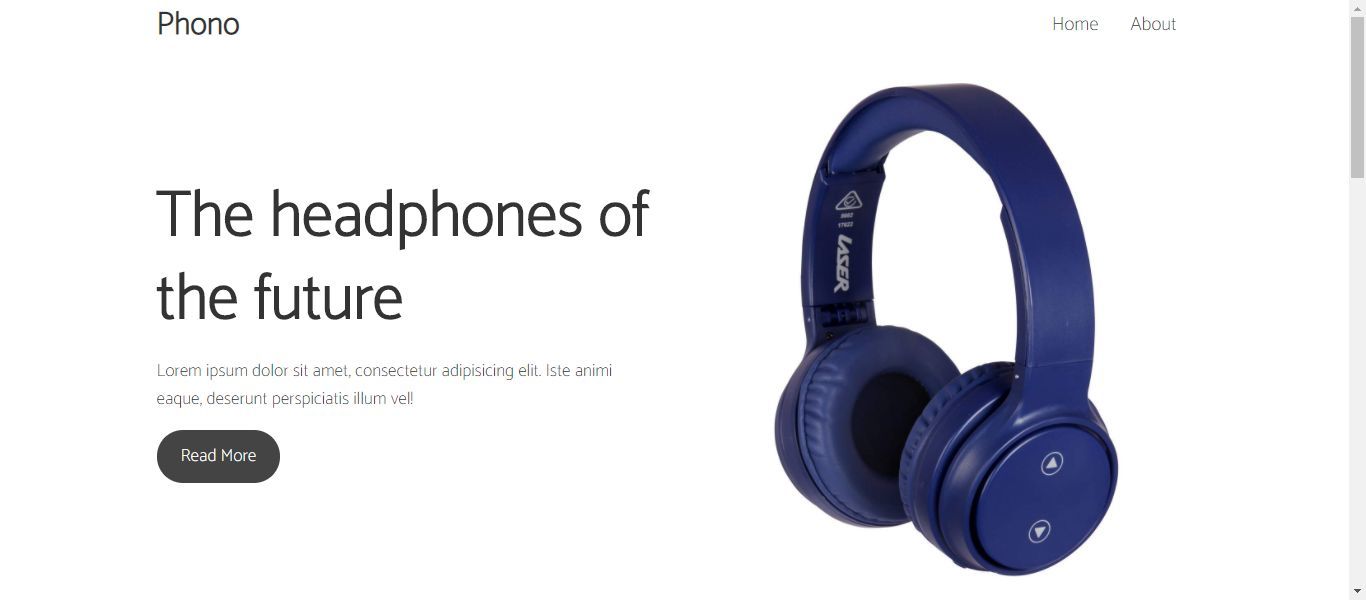 Phono
Home About
The headphones of
the future
Lorem ipsum dolor sit amet, consectetur adipisicing elit. Iste animi
eaque, deserunt perspiciatis illum vel!
Read More
LASER